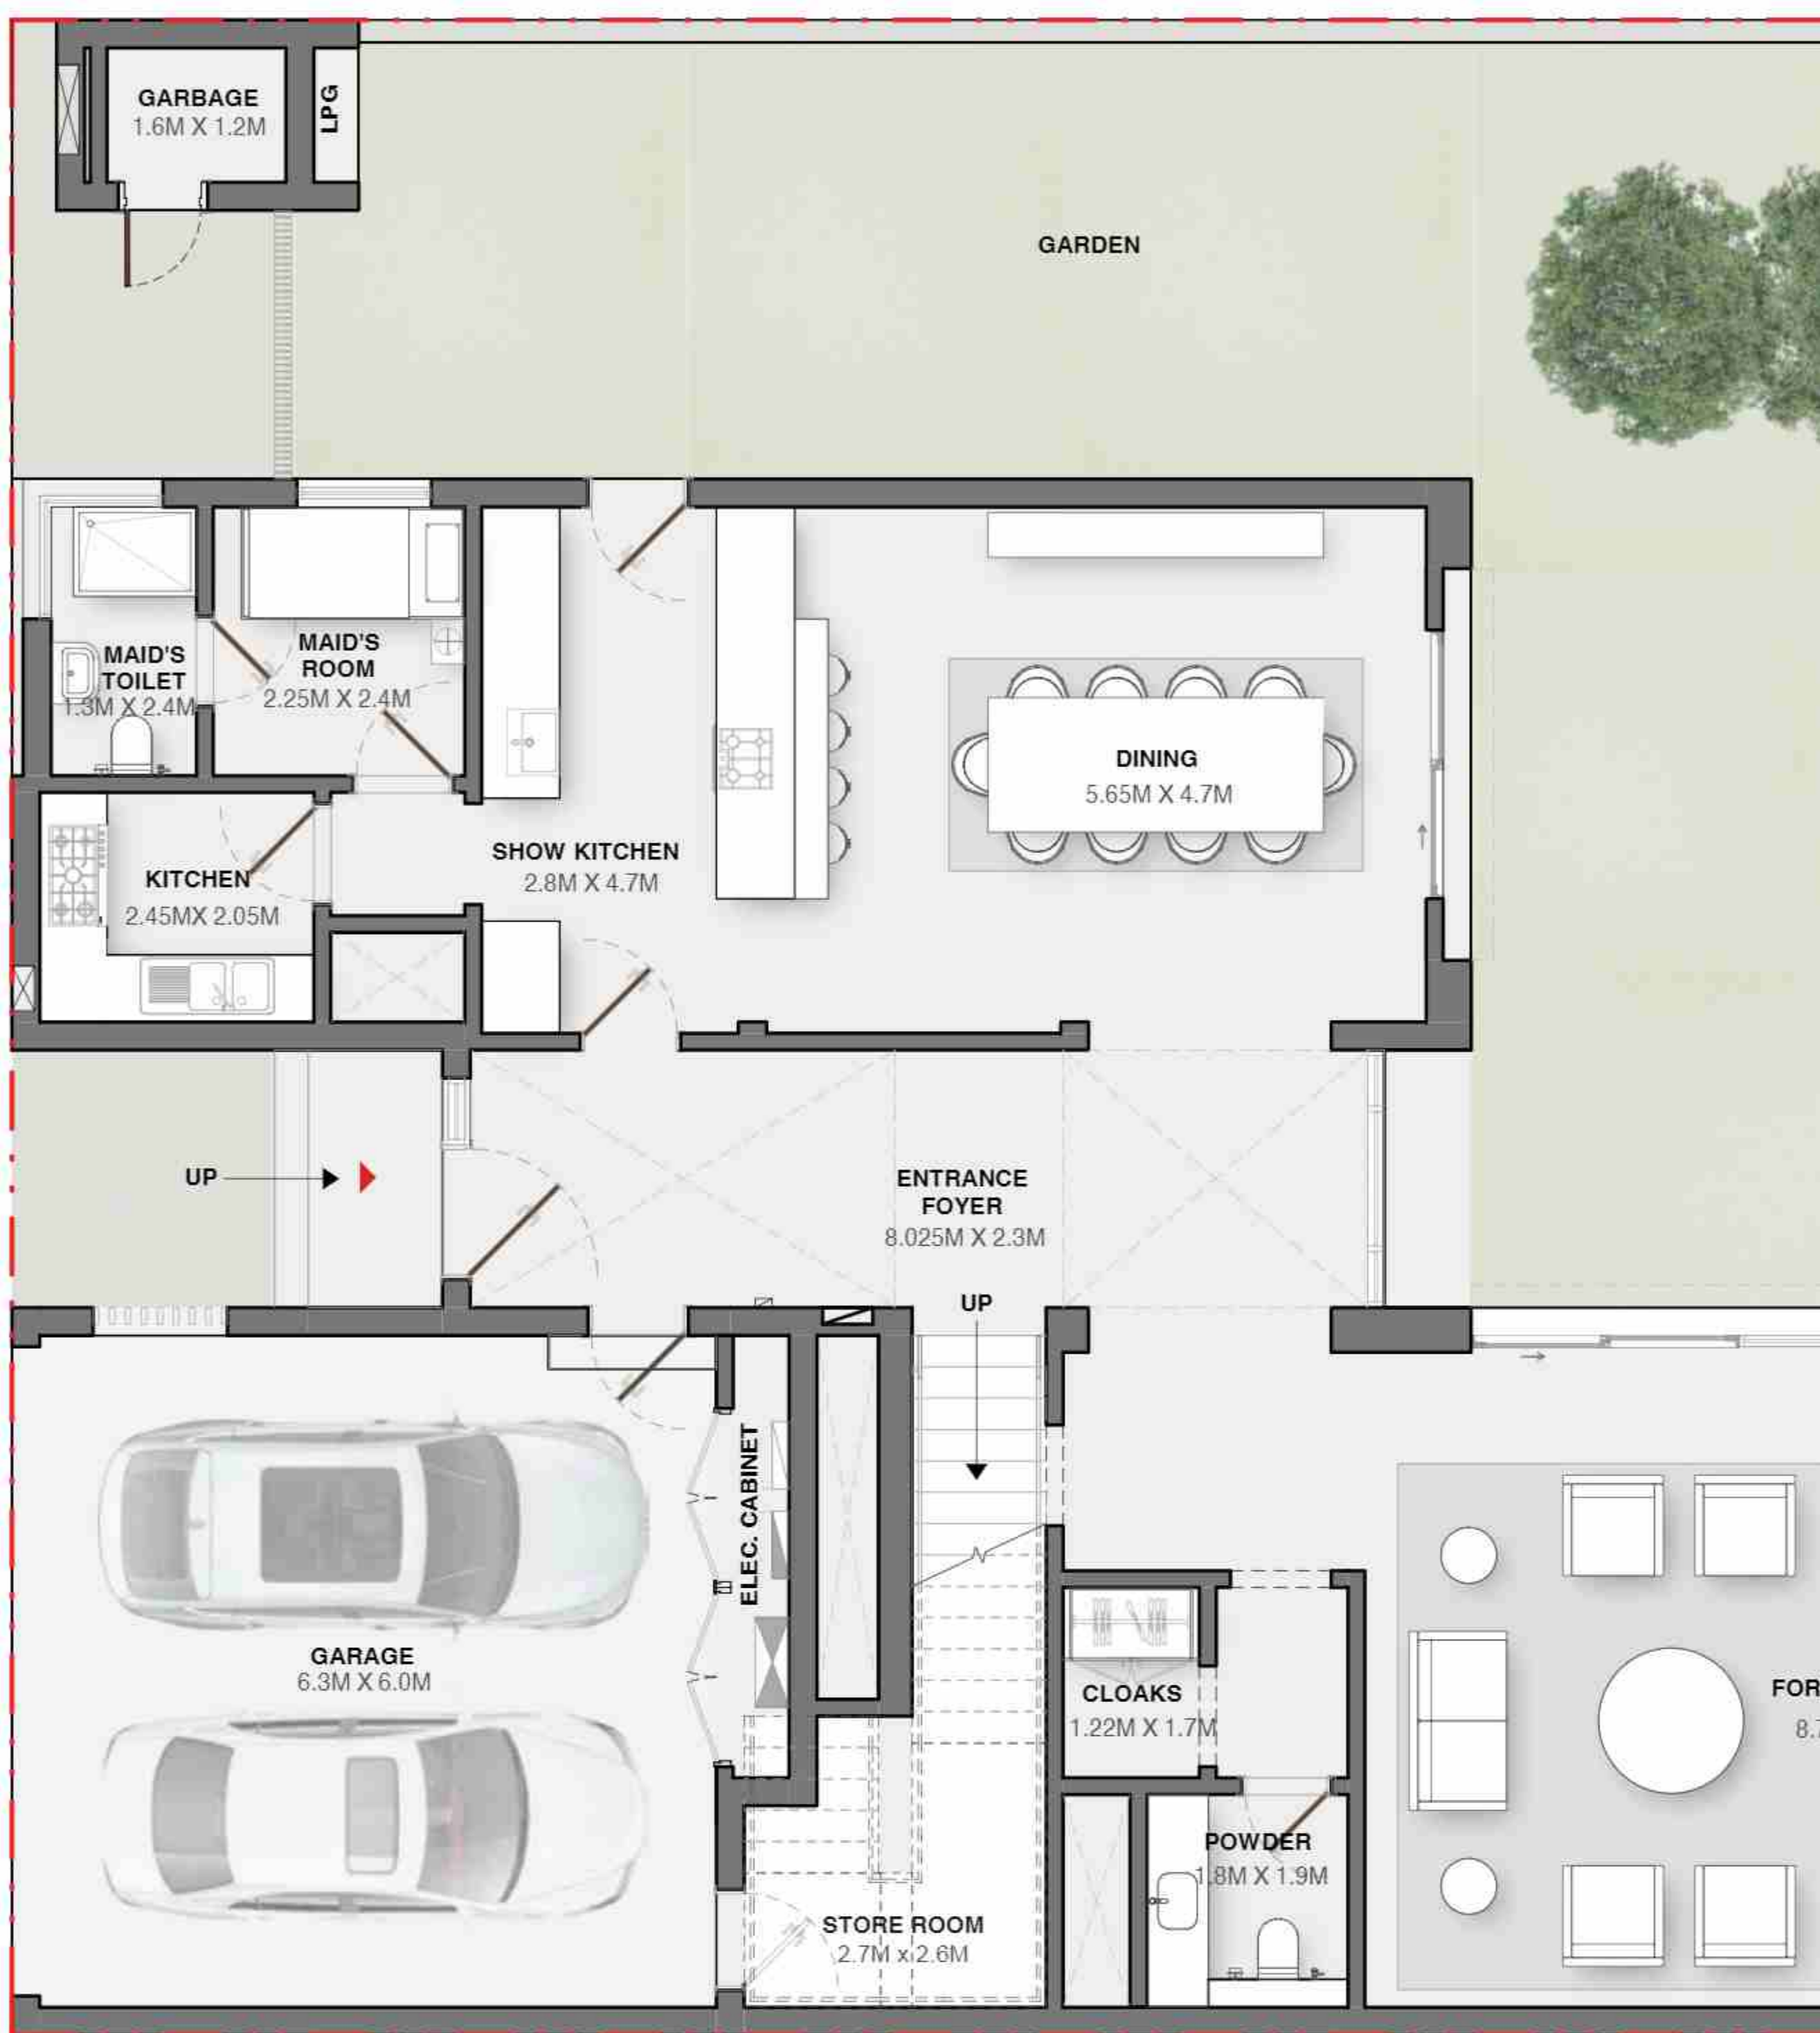 GARBAGE
1.6M X 1.2M
LPG
GARDEN
MAID'S
TOILET
1.3M X 2.4M
MAID'S
ROOM
2.25M X 2.4M
DINING
5.65M X 4.7M
SHOW KITCHEN
2.8M X 4.7M
KITCHEN
2.45MX 2.05M
UP
ENTRANCE
FOYER
8.025M X 2.3M
UP
ELEC. CABINET
GARAGE
6.3M X 6.0M
CLOAKS
1.22M X 1.7M
FOR
8.7
POWDER
1.8M X 1.9M
STORE ROOM
2.7M x 2.6M